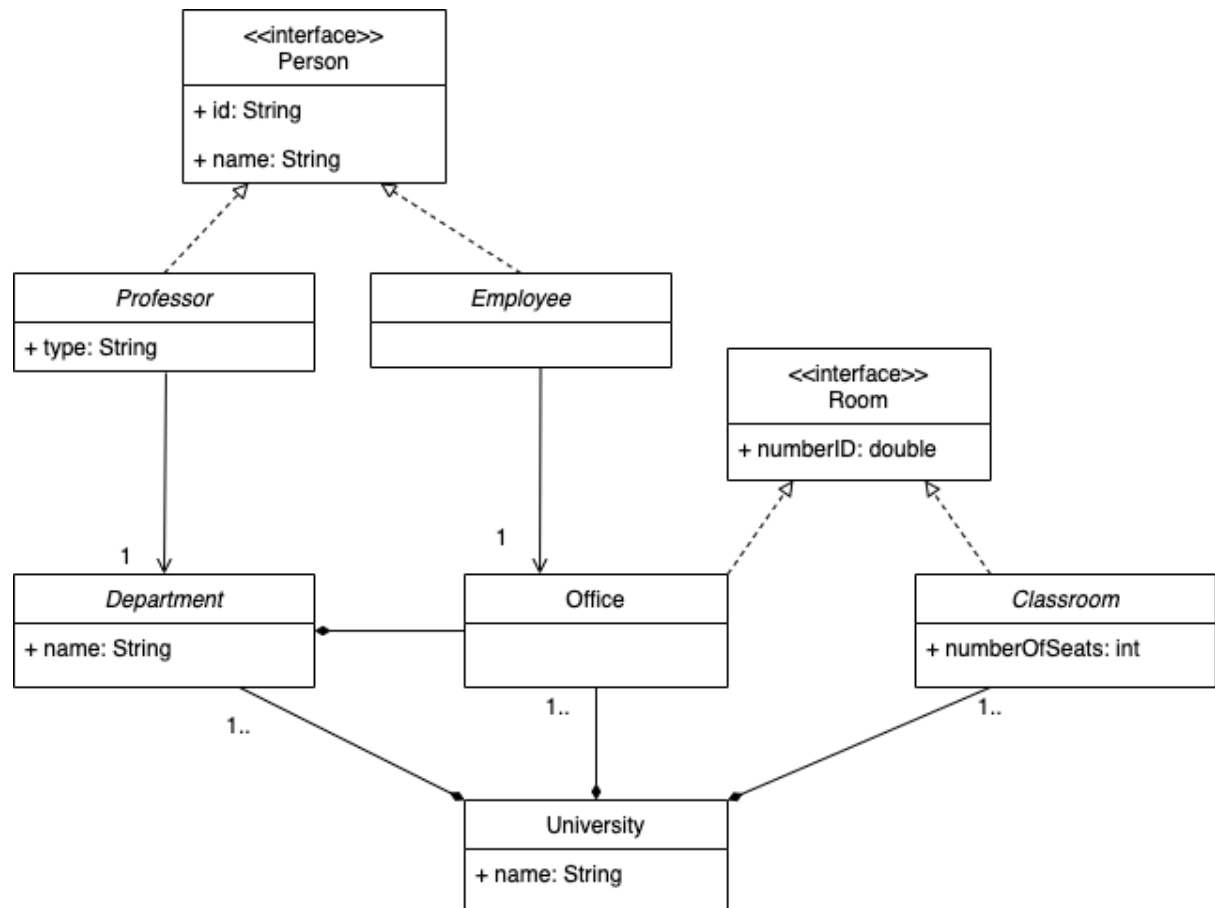 <<interface>>
Person
+ id: String
+ name: String
Professor
+ type: String
Employee
<<interface>>
Room
+ numberID: double
1
1
Department
+ name: String
Office
Classroom
+ numberOfSeats: int
1..
1..
1..
University
+ name: String